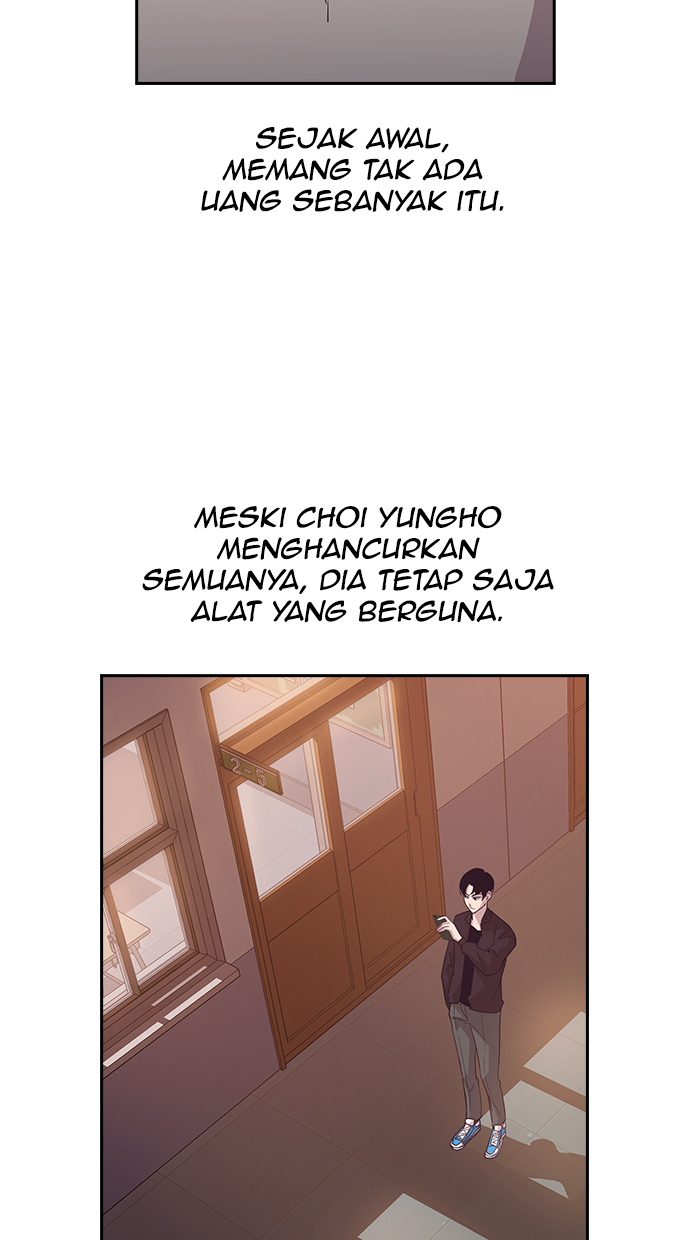 SEJAK AWAL,
MEMANG TAK ADA
UANG SEBANYAK ITU.
MESKI CHOI YUNGHO
MENGHANCURKAN
SEMUANYA, DIA TETAP SAJA
ALAT YANG BERGUNA.
2-5